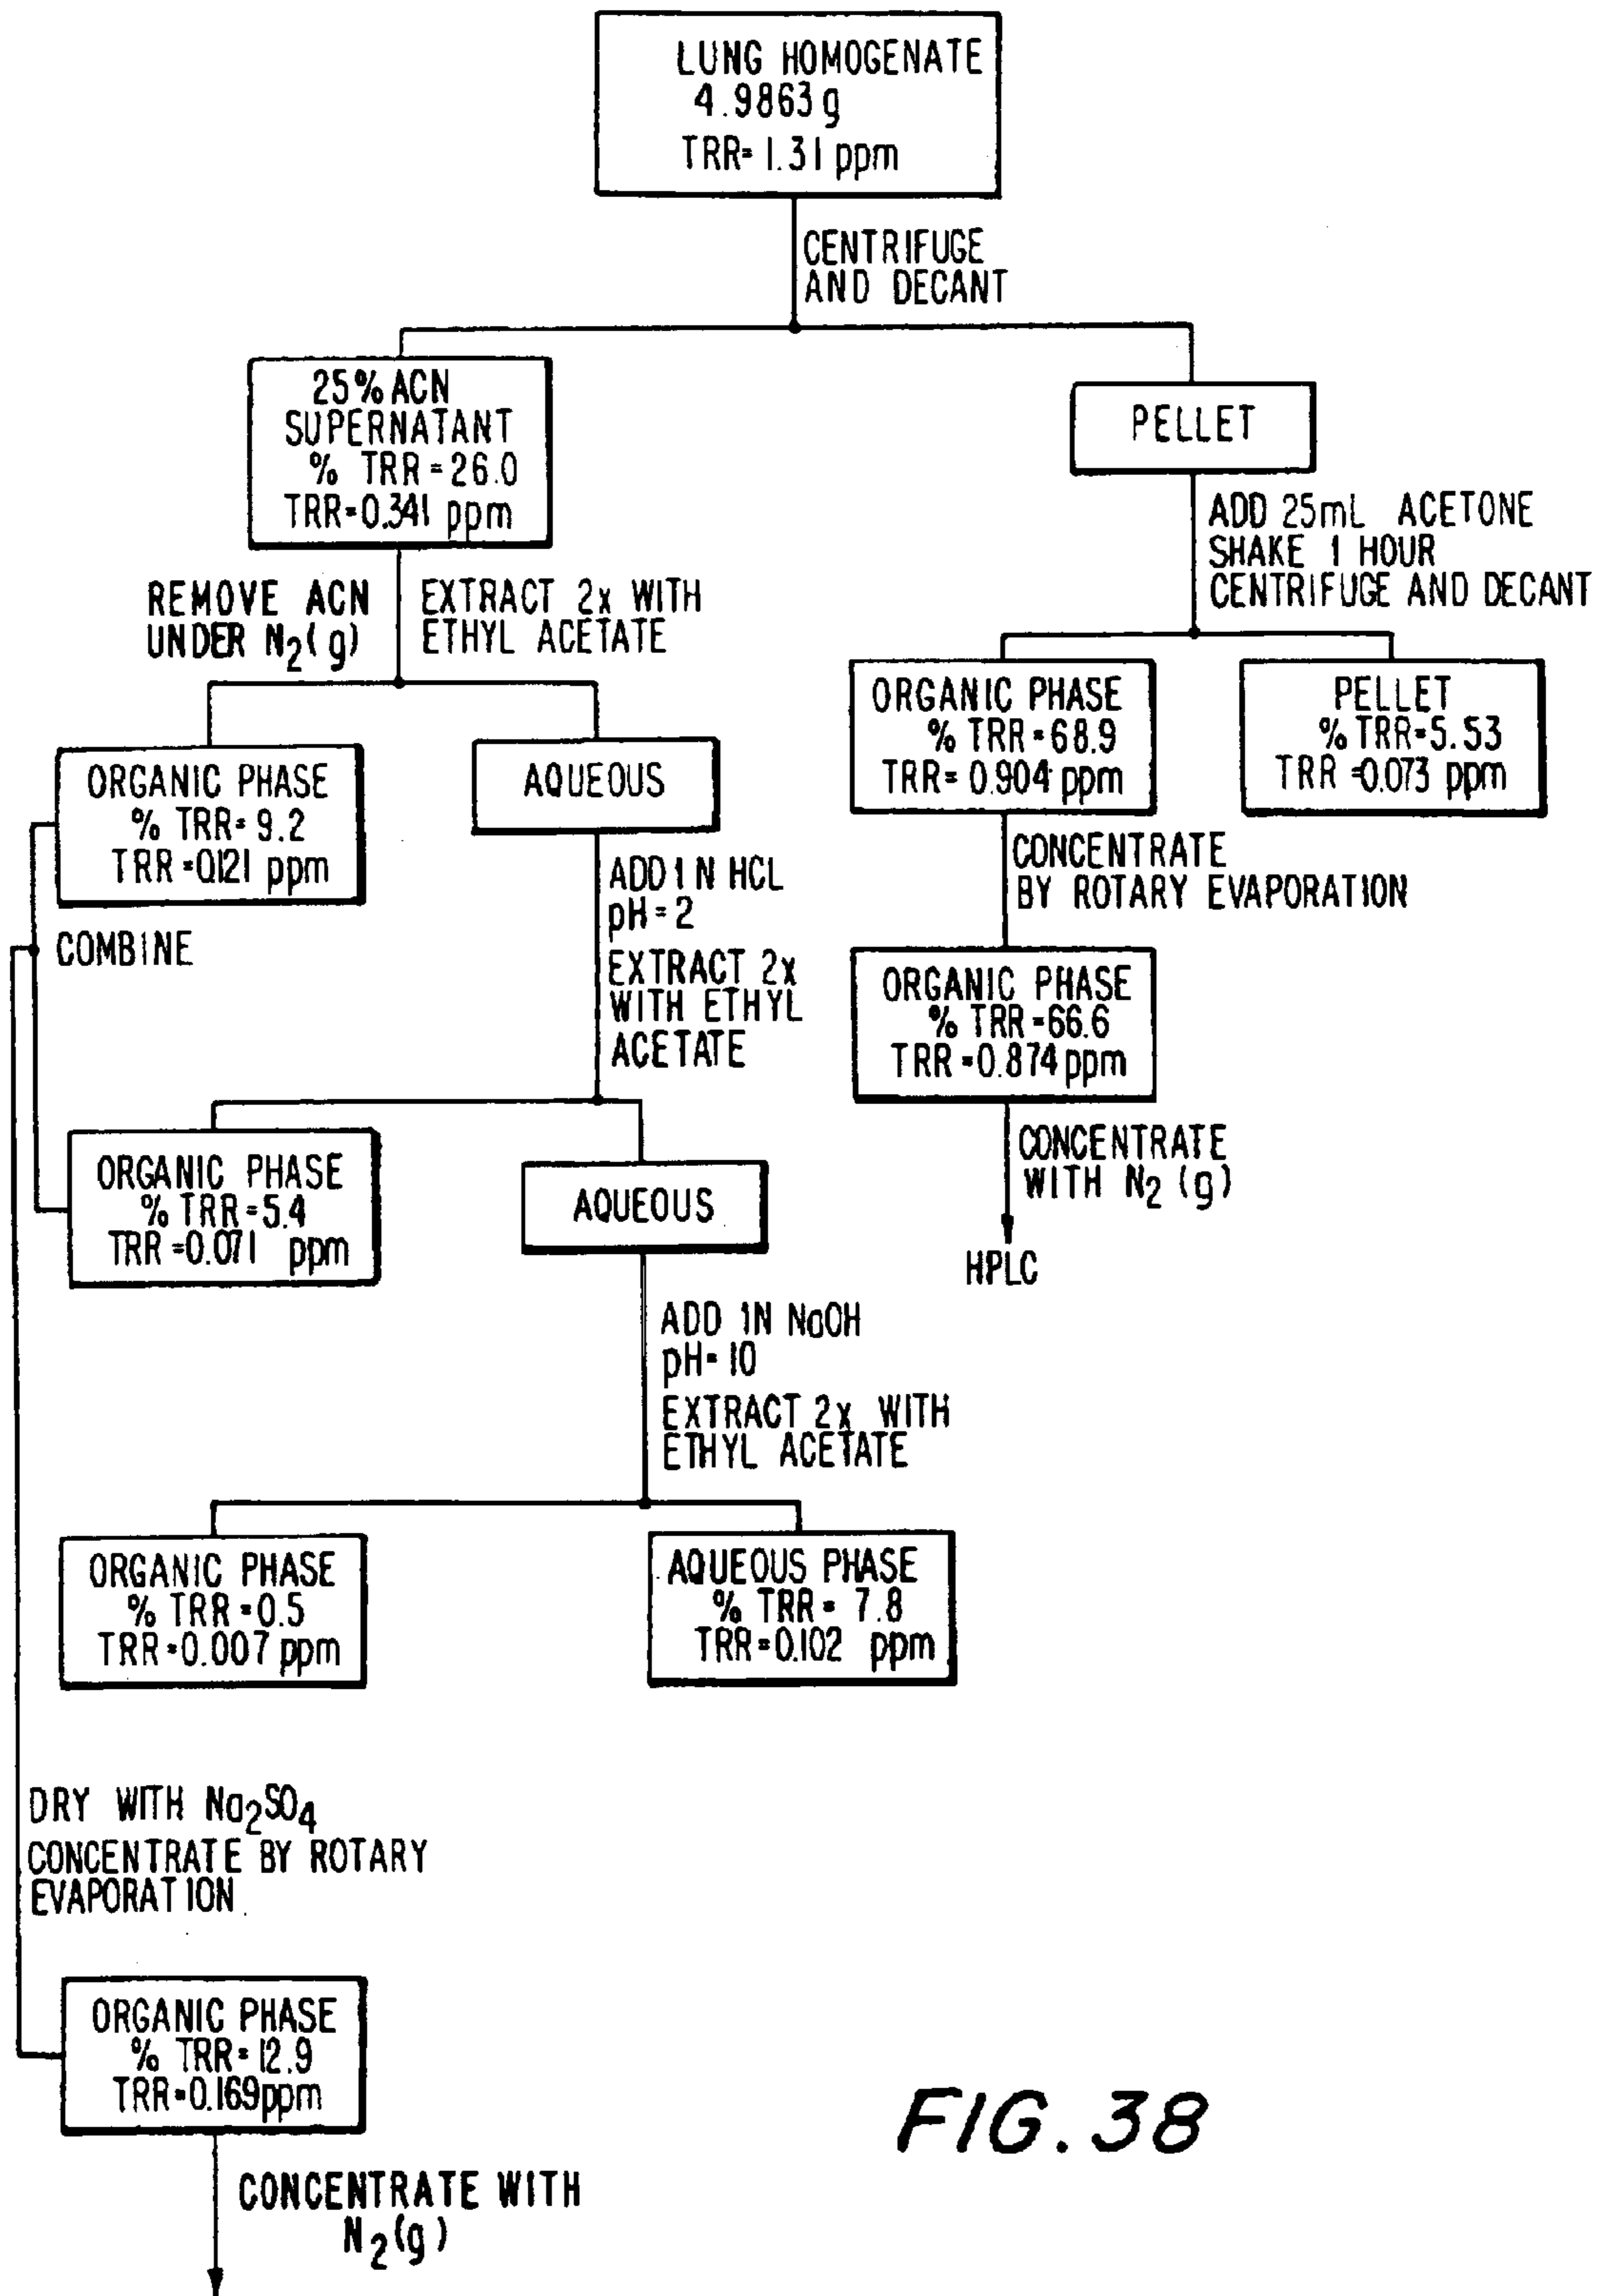 LUNG HOMOGENATE
4.9863 g
TRR= 1.31 ppm
CENTRIFUGE
AND DECANT
25% ACN
SUPERNATANT
% TRR = 26.0
TRR=0.341 ppm
PELLET
ADD 25mL ACETONE
SHAKE 1 HOUR
CENTRIFUGE AND DECANT
REMOVE ACN
UNDER N2(g)
EXTRACT 2x WITH
ETHYL ACETATE
ORGANIC PHASE
% TRR=68.9
TRR= 0.904 ppm
PELLET
% TRR=5.53
TRR =0.073 ppm
ORGANIC PHASE
% TRR= 9.2
TRR =0.121 ppm
AQUEOUS
CONCENTRATE
BY ROTARY EVAPORATION
ADD 1 N HCL
pH = 2
EXTRACT 2x
WITH ETHYL
ACETATE
COMBINE
ORGANIC PHASE
% TRR=66.6
TRR=0.874 ppm
CONCENTRATE
WITH N2 (g)
HPLC
ORGANIC PHASE
% TRR=5.4
TRR =0.071 ppm
AQUEOUS
ADD 1N NaOH
pH= 10
EXTRACT 2x WITH
ETHYL ACETATE
ORGANIC PHASE
% TRR=0.5
TRR=0.007 ppm
AQUEOUS PHASE
% TRR= 7.8
TRR=0.102 ppm
DRY WITH Na2SO4
CONCENTRATE BY ROTARY
EVAPORATION
ORGANIC PHASE
% TRR=12.9
TRR=0.169 ppm
CONCENTRATE WITH
N2(g)
FIG. 38